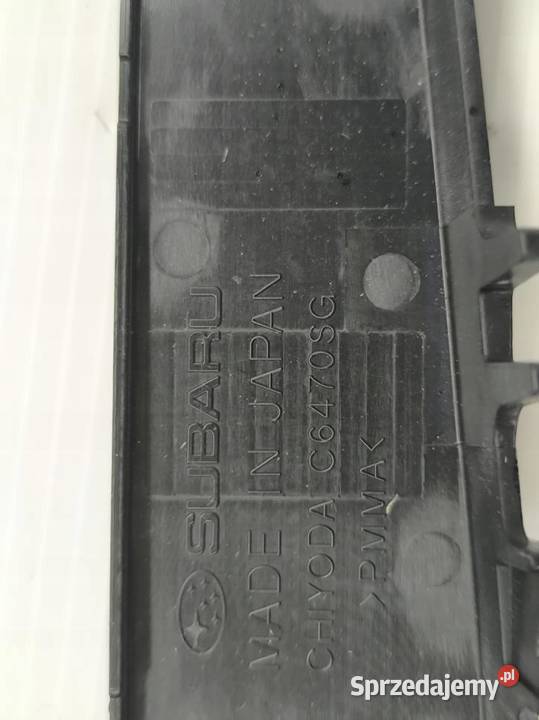 SUBARU
MADE IN JAPAN
CHIYODA C6470SG
>PMMA<
Sprzedajemy.pl